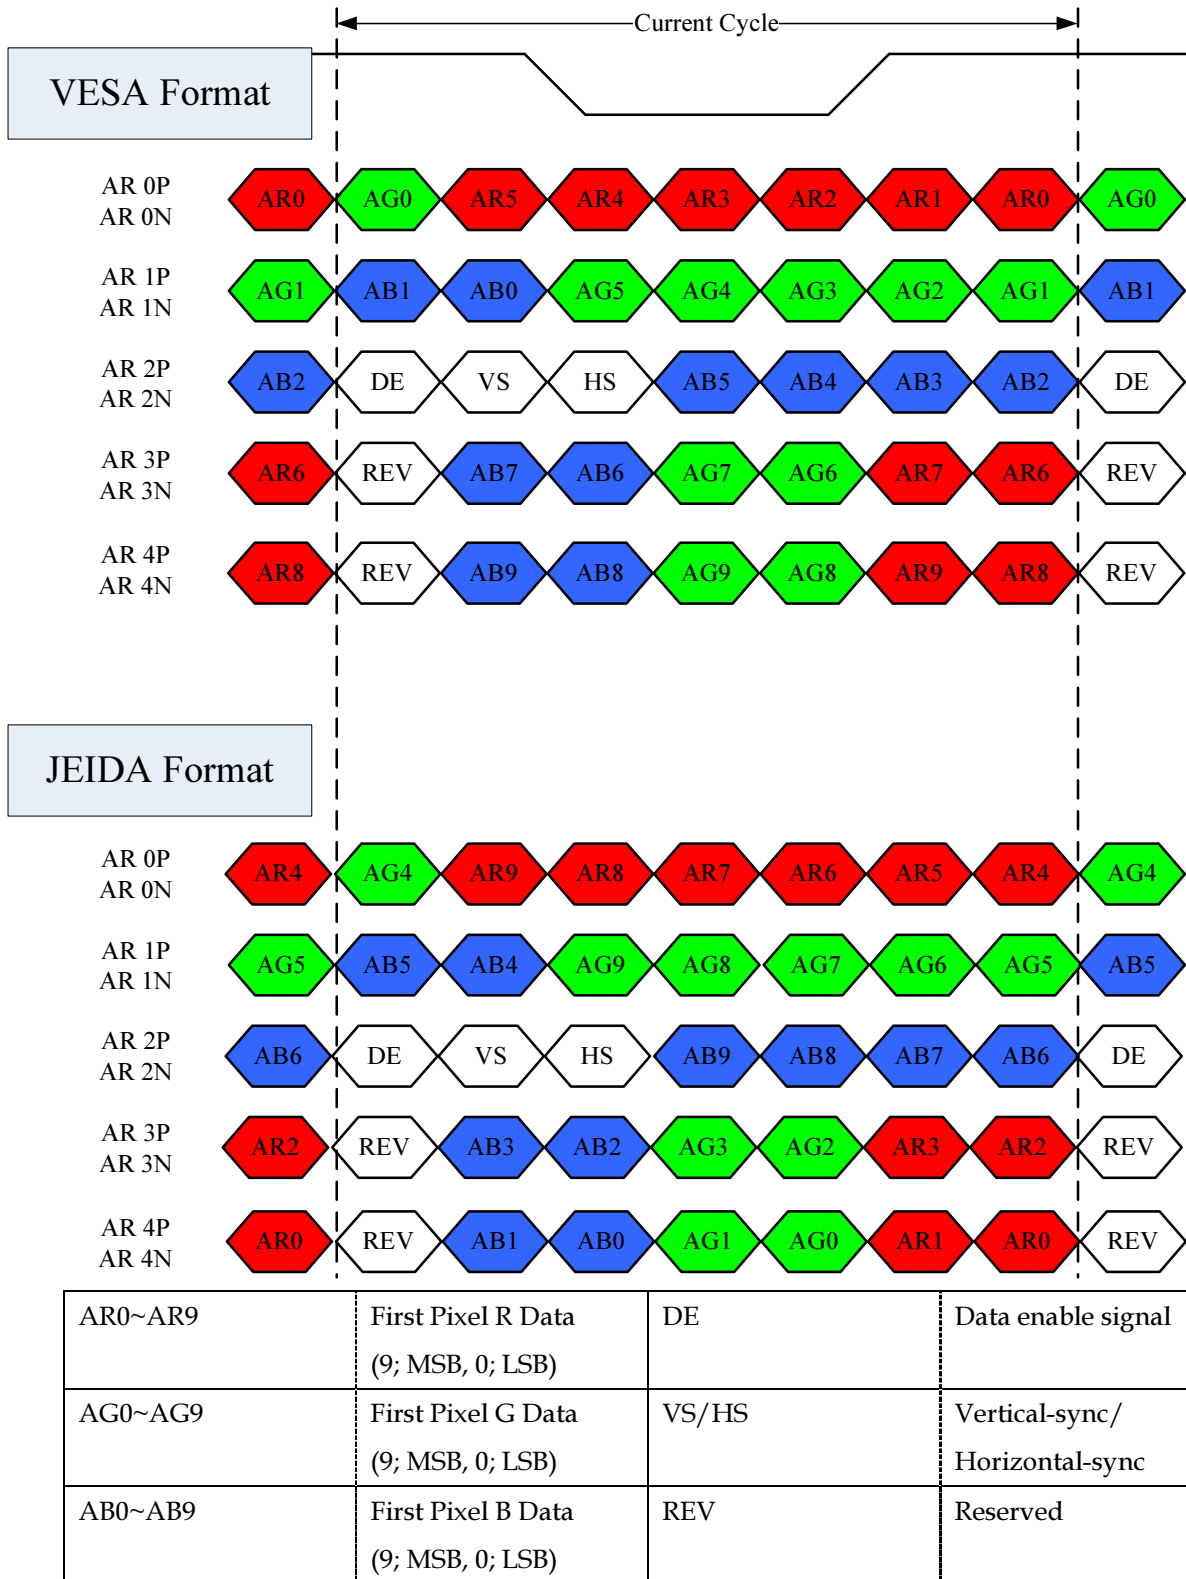 Current Cycle
VESA Format
AR 0P
AR 0N
AR0 AG0 AR5 AR4 AR3 AR2 AR1 AR0 AG0
AR 1P
AR 1N
AG1 AB1 AB0 AG5 AG4 AG3 AG2 AG1 AB1
AR 2P
AR 2N
AB2 DE VS HS AB5 AB4 AB3 AB2 DE
AR 3P
AR 3N
AR6 REV AB7 AB6 AG7 AG6 AR7 AR6 REV
AR 4P
AR 4N
AR8 REV AB9 AB8 AG9 AG8 AR9 AR8 REV
JEIDA Format
AR 0P
AR 0N
AR4 AG4 AR9 AR8 AR7 AR6 AR5 AR4 AG4
AR 1P
AR 1N
AG5 AB5 AB4 AG9 AG8 AG7 AG6 AG5 AB5
AR 2P
AR 2N
AB6 DE VS HS AB9 AB8 AB7 AB6 DE
AR 3P
AR 3N
AR2 REV AB3 AB2 AG3 AG2 AR3 AR2 REV
AR 4P
AR 4N
AR0 REV AB1 AB0 AG1 AG0 AR1 AR0 REV
AR0~AR9
First Pixel R Data
(9; MSB, 0; LSB)
DE
Data enable signal
AG0~AG9
First Pixel G Data
(9; MSB, 0; LSB)
VS/HS
Vertical-sync/
Horizontal-sync
AB0~AB9
First Pixel B Data
(9; MSB, 0; LSB)
REV
Reserved